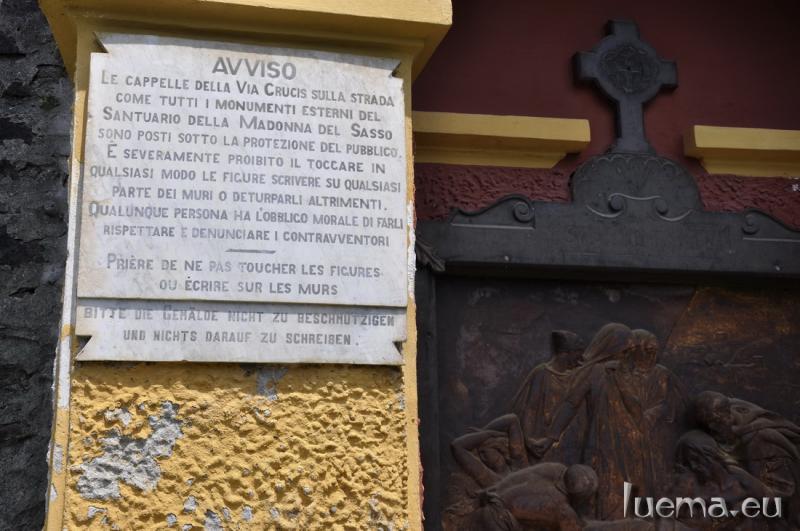 AVVISO
LE CAPPELLE DELLA VIA CRUCIS SULLA STRADA
COME TUTTI I MONUMENTI ESTERNI DEL
SANTUARIO DELLA MADONNA DEL SASSO
SONO POSTI SOTTO LA PROTEZIONE DEL PUBBLICO.
È SEVERAMENTE PROIBITO IL TOCCARE IN
QUALSIASI MODO LE FIGURE SCRIVERE SU QUALSIASI
PARTE DEI MURI O DETURPARLI ALTRIMENTI.
QUALUNQUE PERSONA HA L'OBBLICO MORALE DI FARLI
RISPETTARE E DENUNCIARE I CONTRAVVENTORI
PRIÈRE DE NE PAS TOUCHER LES FIGURES
OU ÉCRIRE SUR LES MURS
BITTE DIE GEMÄLDE NICHT ZU BESCHMUTZIGEN
UND NICHTS DARAUF ZU SCHREIBEN.
luema.eu